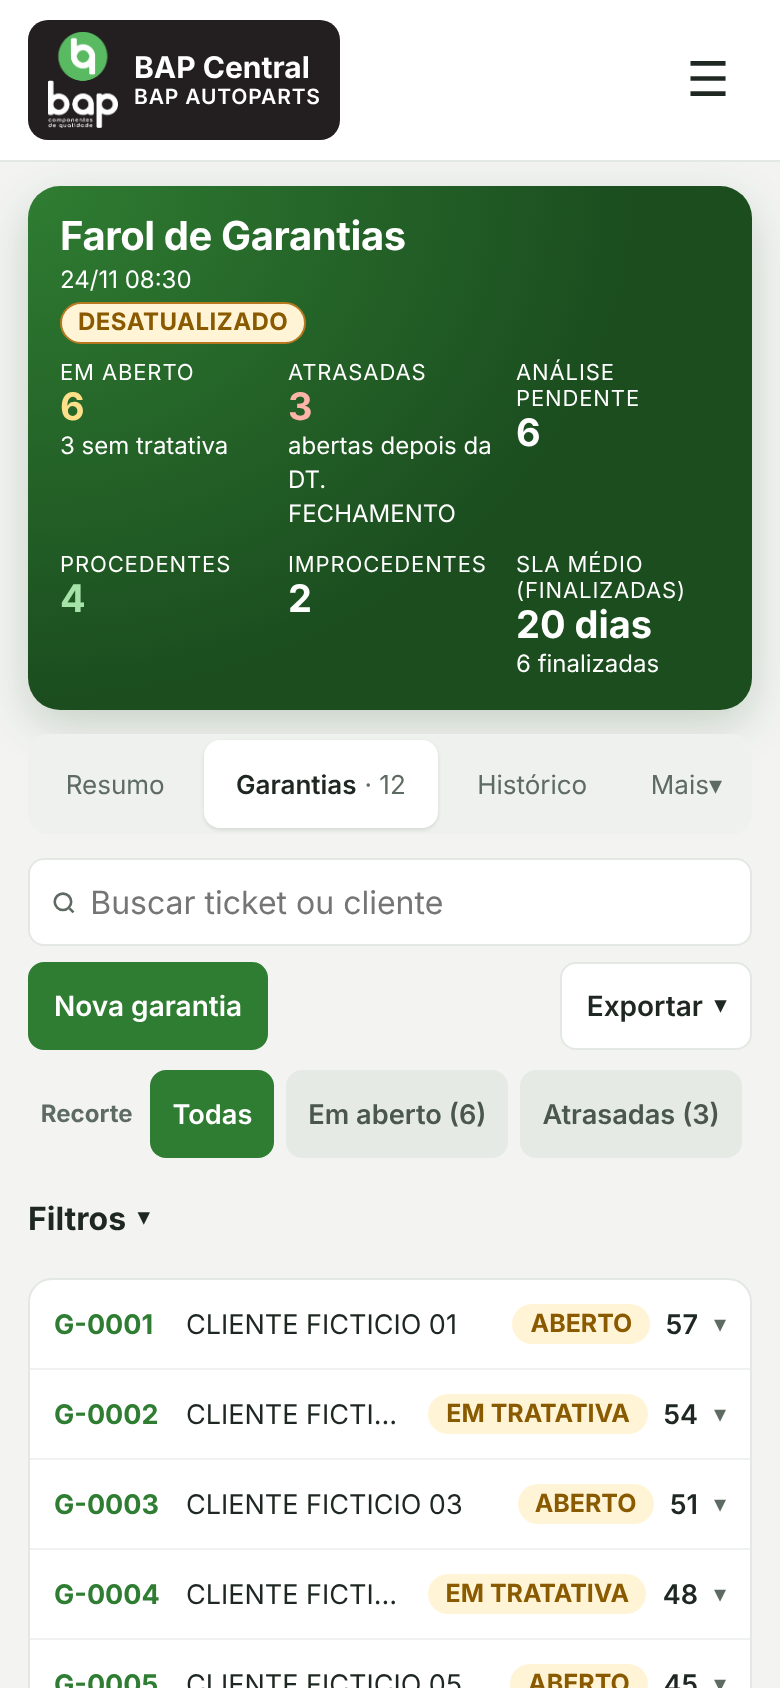 bap
componentes
de qualidade
BAP Central
BAP AUTOPARTS
Farol de Garantias
24/11 08:30
DESATUALIZADO
EM ABERTO
6
3 sem tratativa
ATRASADAS
3
abertas depois da
DT.
FECHAMENTO
ANÁLISE
PENDENTE
6
PROCEDENTES
4
IMPROCEDENTES
2
SLA MÉDIO
(FINALIZADAS)
20 dias
6 finalizadas
Resumo
Garantias · 12
Histórico
Mais▾
Buscar ticket ou cliente
Nova garantia
Exportar ▾
Recorte
Todas
Em aberto (6)
Atrasadas (3)
Filtros ▾
G-0001 CLIENTE FICTICIO 01 ABERTO 57 ▾
G-0002 CLIENTE FICTI... EM TRATATIVA 54 ▾
G-0003 CLIENTE FICTICIO 03 ABERTO 51 ▾
G-0004 CLIENTE FICTI... EM TRATATIVA 48 ▾
G-0005 CLIENTE FICTICIO 05 ABERTO 45 ▾